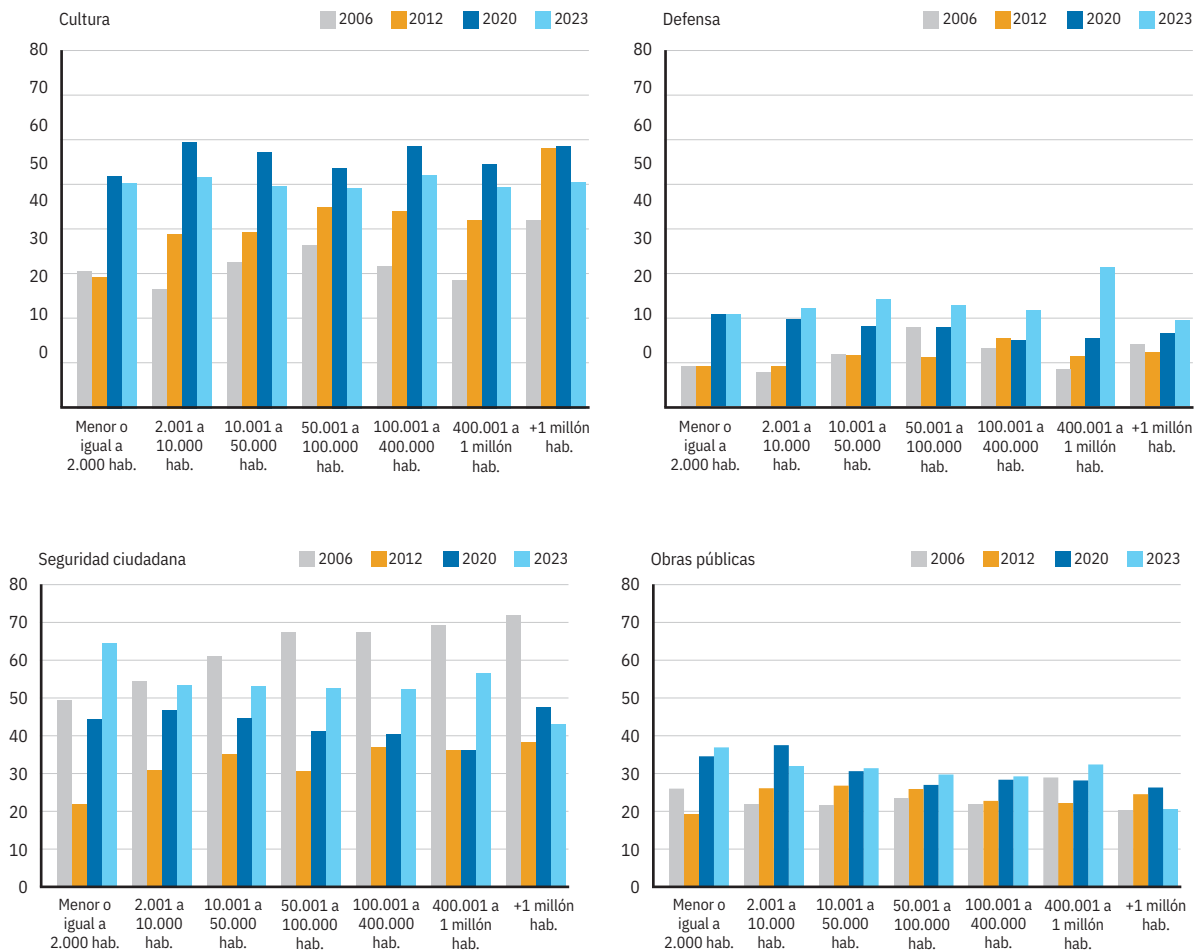 Cultura
2006 2012 2020 2023
80
70
60
50
40
30
20
10
0
Menor o igual a 2.000 hab.
2.001 a 10.000 hab.
10.001 a 50.000 hab.
50.001 a 100.000 hab.
100.001 a 400.000 hab.
400.001 a 1 millón hab.
+1 millón hab.
Defensa
2006 2012 2020 2023
80
70
60
50
40
30
20
10
0
Menor o igual a 2.000 hab.
2.001 a 10.000 hab.
10.001 a 50.000 hab.
50.001 a 100.000 hab.
100.001 a 400.000 hab.
400.001 a 1 millón hab.
+1 millón hab.
Seguridad ciudadana
2006 2012 2020 2023
80
70
60
50
40
30
20
10
0
Menor o igual a 2.000 hab.
2.001 a 10.000 hab.
10.001 a 50.000 hab.
50.001 a 100.000 hab.
100.001 a 400.000 hab.
400.001 a 1 millón hab.
+1 millón hab.
Obras públicas
2006 2012 2020 2023
80
70
60
50
40
30
20
10
0
Menor o igual a 2.000 hab.
2.001 a 10.000 hab.
10.001 a 50.000 hab.
50.001 a 100.000 hab.
100.001 a 400.000 hab.
400.001 a 1 millón hab.
+1 millón hab.